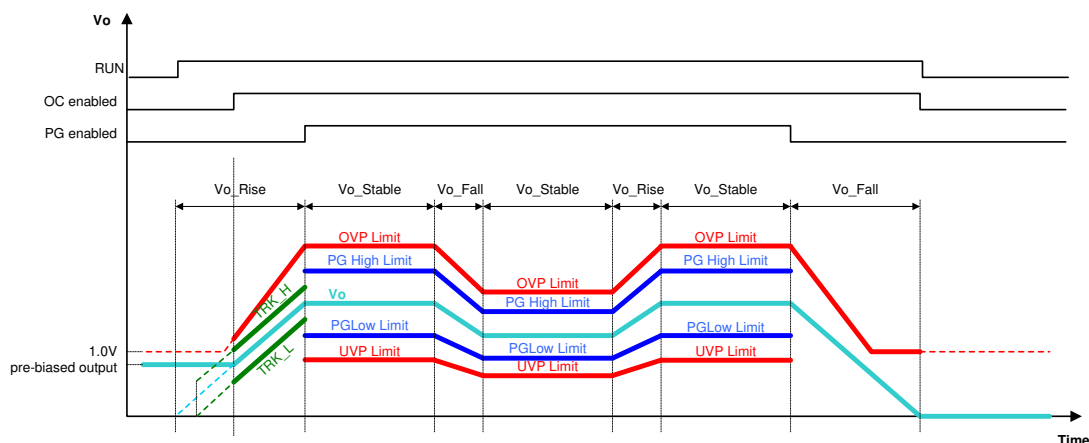 Vo
RUN
OC enabled
PG enabled
Vo_Rise Vo_Stable Vo_Fall Vo_Stable Vo_Rise Vo_Stable Vo_Fall
OVP Limit OVP Limit
PG High Limit PG High Limit
OVP Limit
TRK_H Vo PG High Limit
PGLow Limit PGLow Limit
1.0V TRK_L UVP Limit PGLow Limit UVP Limit
pre-biased output UVP Limit
Time